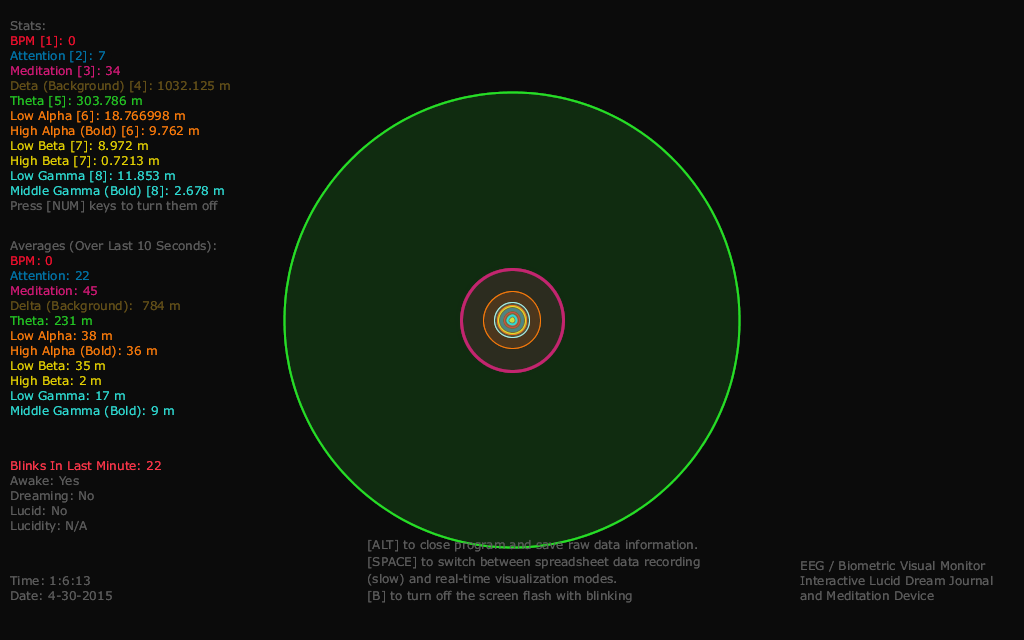 Stats:
BPM [1]: 0
Attention [2]: 7
Meditation [3]: 34
Deta (Background) [4]: 1032.125 m
Theta [5]: 303.786 m
Low Alpha [6]: 18.766998 m
High Alpha (Bold) [6]: 9.762 m
Low Beta [7]: 8.972 m
High Beta [7]: 0.7213 m
Low Gamma [8]: 11.853 m
Middle Gamma (Bold) [8]: 2.678 m
Press [NUM] keys to turn them off
Averages (Over Last 10 Seconds):
BPM: 0
Attention: 22
Meditation: 45
Delta (Background):  784 m
Theta: 231 m
Low Alpha: 38 m
High Alpha (Bold): 36 m
Low Beta: 35 m
High Beta: 2 m
Low Gamma: 17 m
Middle Gamma (Bold): 9 m
Blinks In Last Minute: 22
Awake: Yes
Dreaming: No
Lucid: No
Lucidity: N/A
Time: 1:6:13
Date: 4-30-2015
[ALT] to close program and save raw data information.
[SPACE] to switch between spreadsheet data recording
(slow) and real-time visualization modes.
[B] to turn off the screen flash with blinking
EEG / Biometric Visual Monitor
Interactive Lucid Dream Journal
and Meditation Device